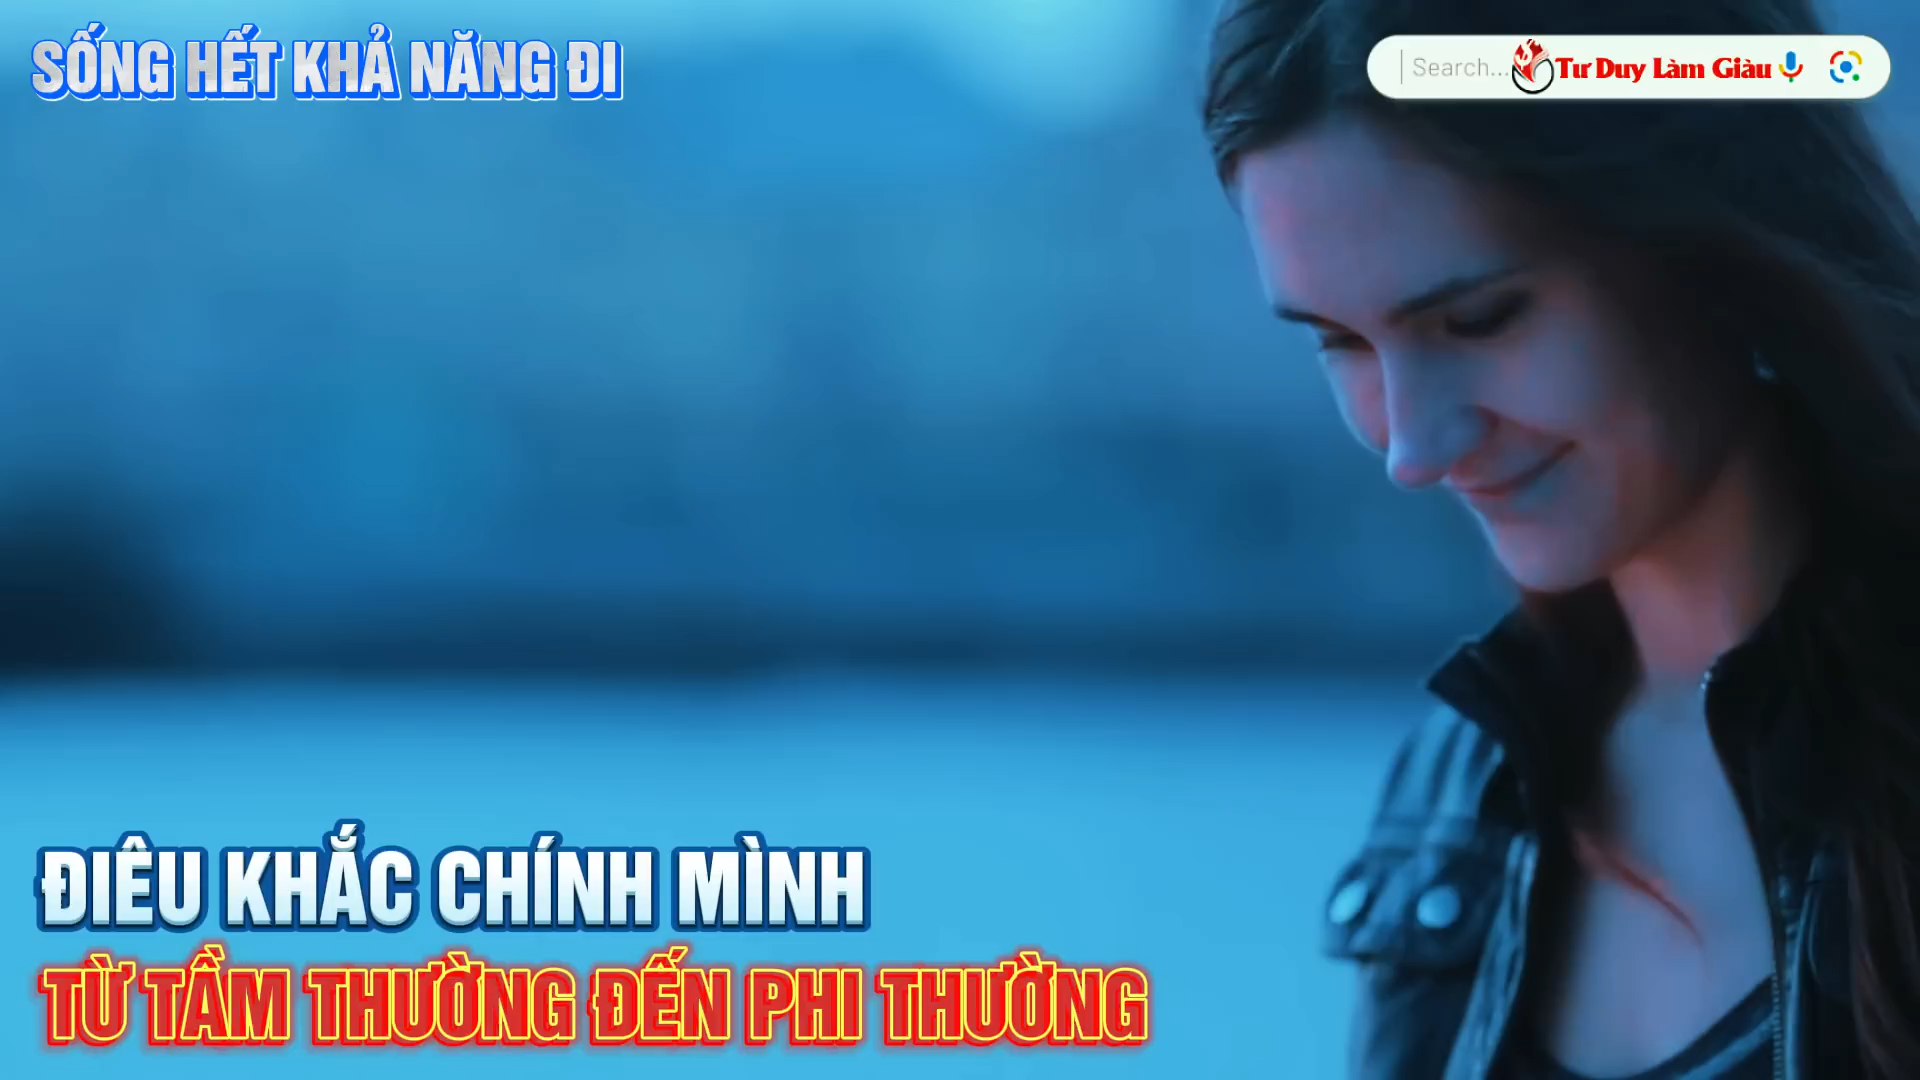 SỐNG HẾT KHẢ NĂNG ĐI
Search... Tư Duy Làm Giàu
ĐIÊU KHẮC CHÍNH MÌNH
TỪ TẦM THƯỜNG ĐẾN PHI THƯỜNG